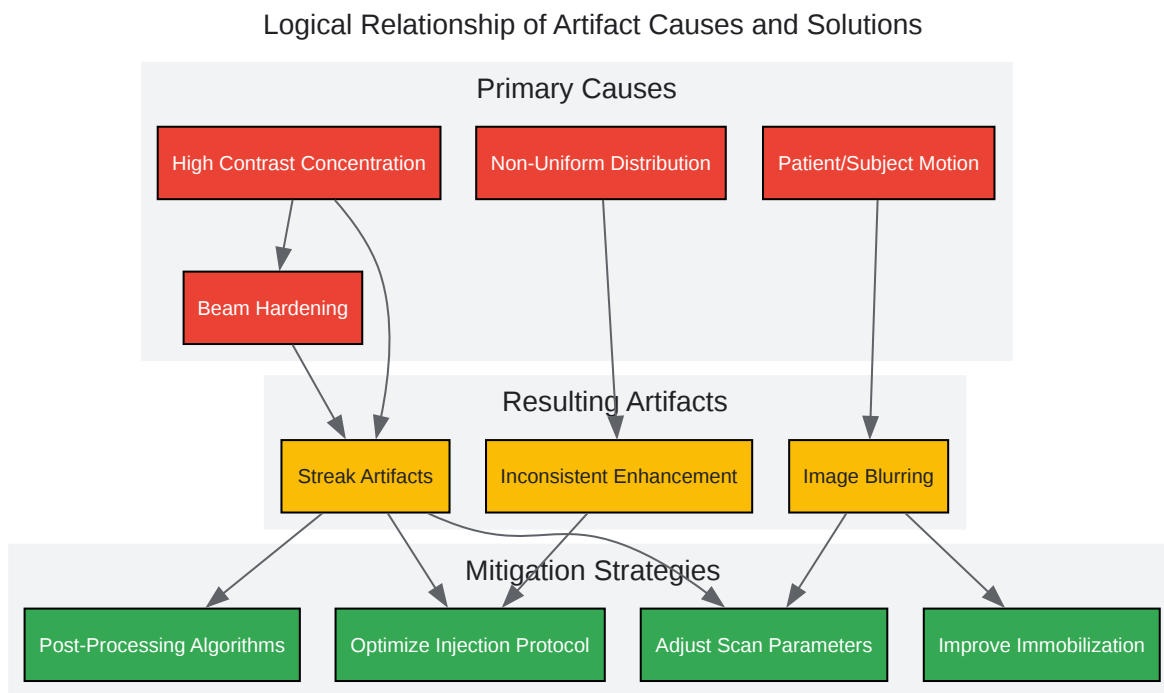 Logical Relationship of Artifact Causes and Solutions
Primary Causes
High Contrast Concentration
Non-Uniform Distribution
Patient/Subject Motion
Beam Hardening
Resulting Artifacts
Streak Artifacts
Inconsistent Enhancement
Image Blurring
Mitigation Strategies
Post-Processing Algorithms
Optimize Injection Protocol
Adjust Scan Parameters
Improve Immobilization